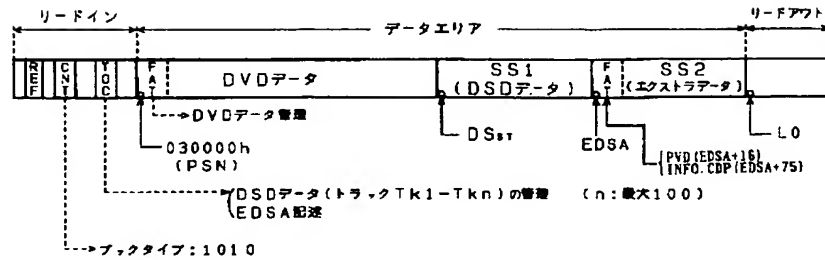 リードイン データエリア リードアウト
REF CNT TOC FAT DVDデータ SS1 (DSDデータ) FAT SS2 (エクストラデータ)
DVDデータ管理
030000h
(PSN)
DSST
EDSA
PVD(EDSA+16)
INFO.CDP(EDSA+75)
LO
DSDデータ(トラックTk1-Tkn)の管理 (n:最大100)
EDSA記述
ブックタイプ:1010